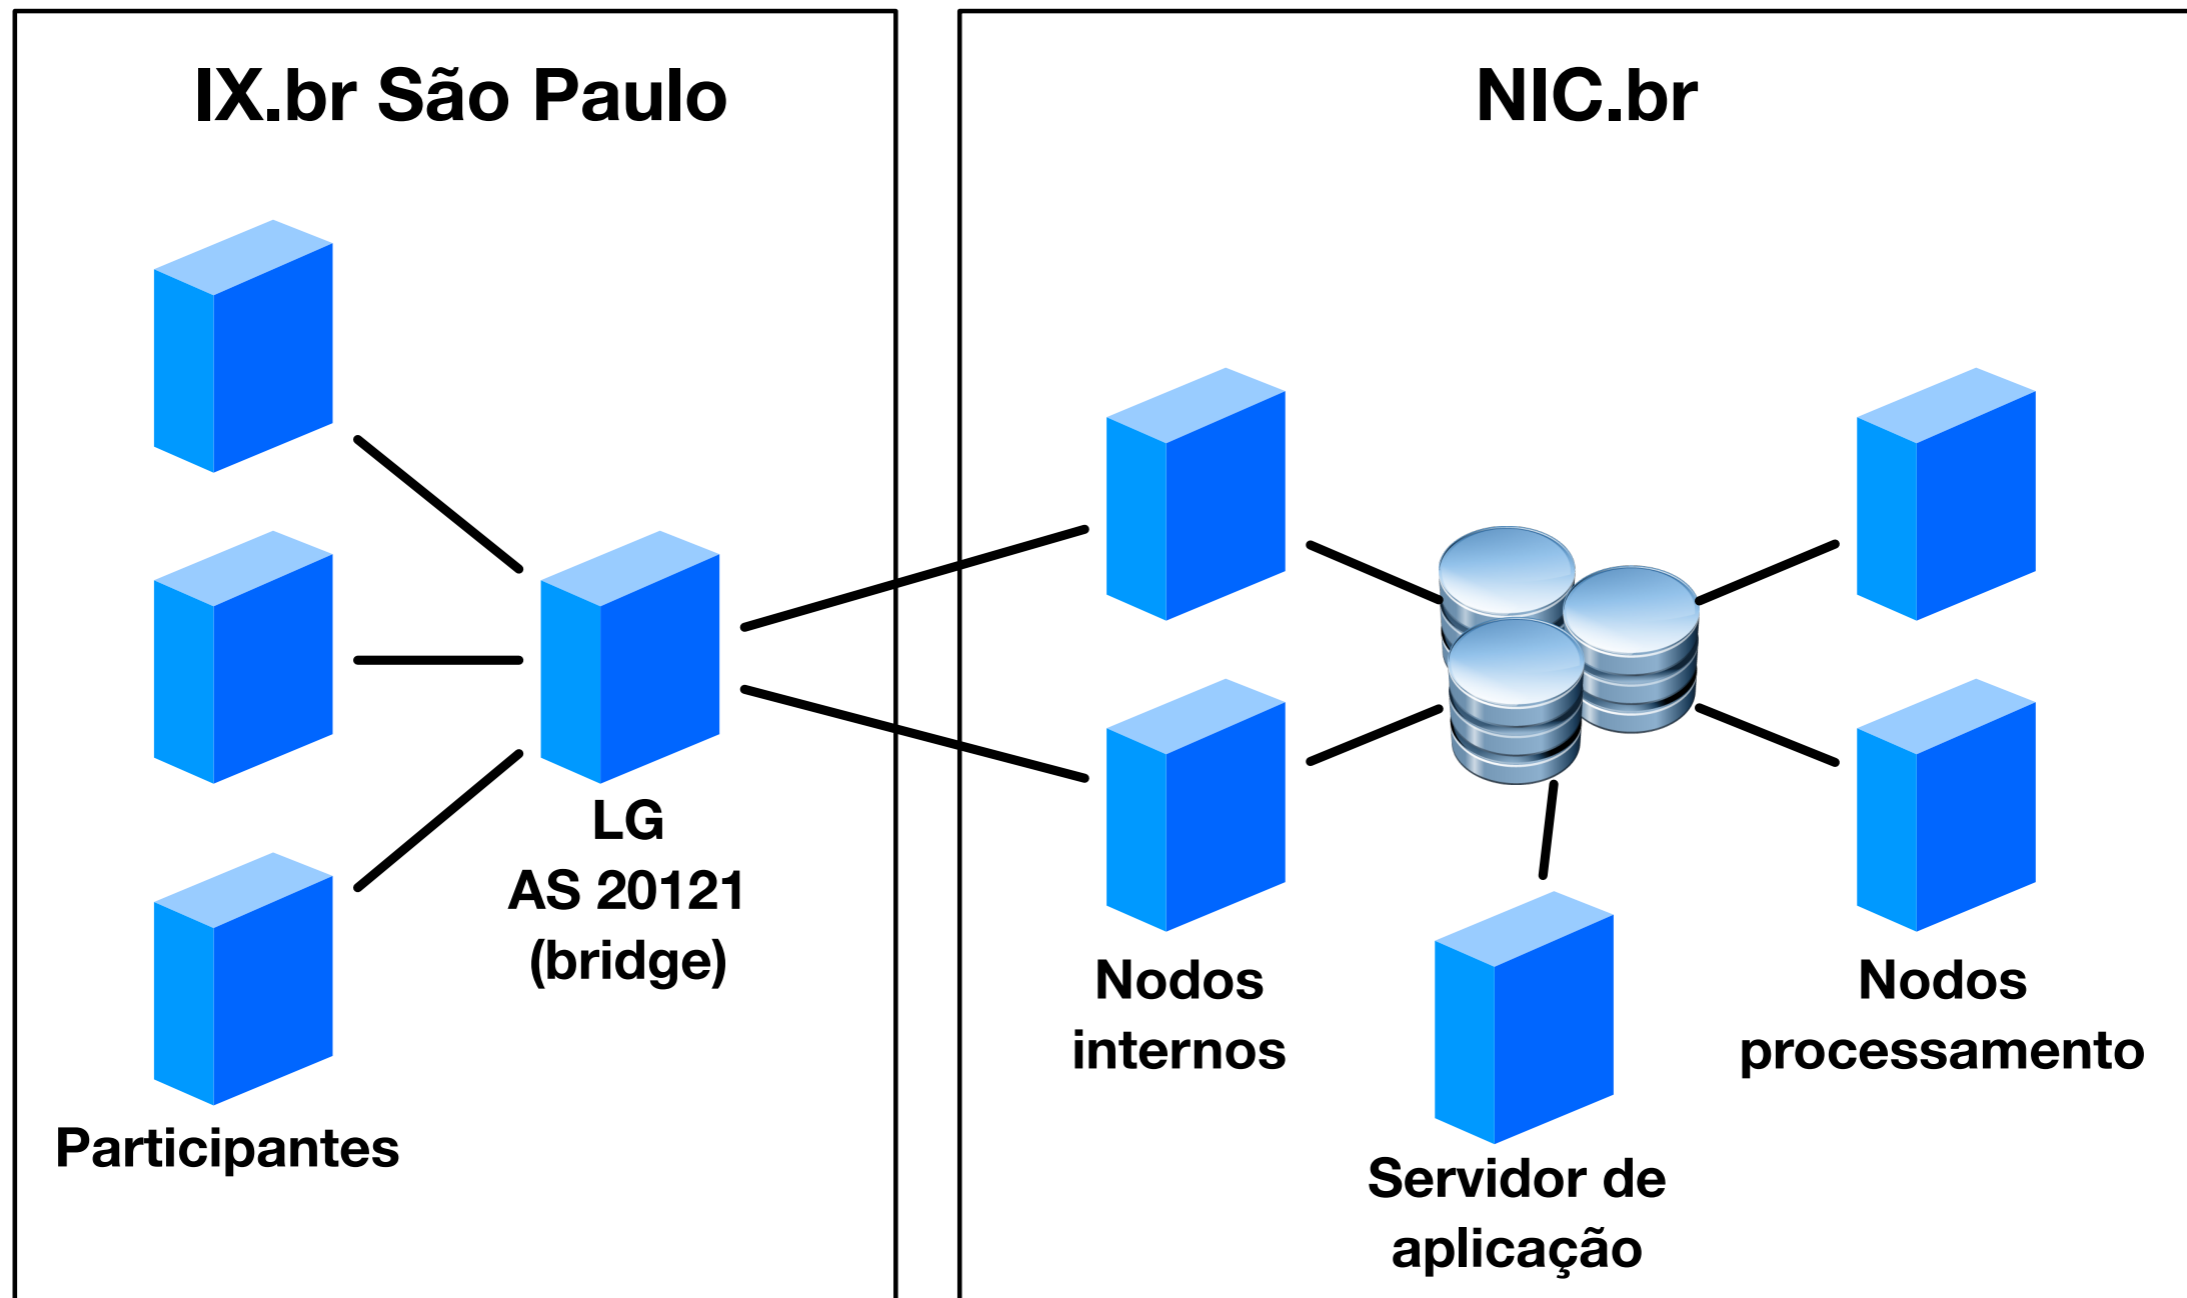 IX.br São Paulo
NIC.br
LG
AS 20121
(bridge)
Participantes
Nodos
internos
Nodos
processamento
Servidor de
aplicação